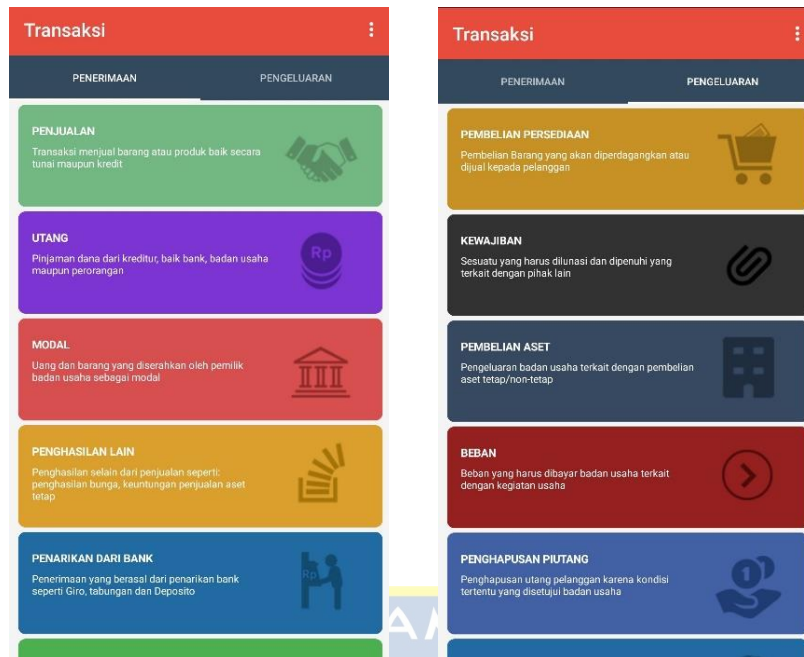 Transaksi
PENERIMAAN
PENGELUARAN
PENJUALAN
Transaksi menjual barang atau produk baik secara
tunai maupun kredit
UTANG
Pinjaman dana dari kreditur, baik bank, badan usaha
maupun perorangan
Rp
MODAL
Uang dan barang yang diserahkan oleh pemilik
badan usaha sebagai modal
PENGHASILAN LAIN
Penghasilan selain dari penjualan seperti:
penghasilan bunga, keuntungan penjualan aset
tetap
PENARIKAN DARI BANK
Penerimaan yang berasal dari penarikan bank
seperti Giro, tabungan dan Deposito
Rp
Transaksi
PENERIMAAN
PENGELUARAN
PEMBELIAN PERSEDIAAN
Pembelian Barang yang akan diperdagangkan atau
dijual kepada pelanggan
KEWAJIBAN
Sesuatu yang harus dilunasi dan dipenuhi yang
terkait dengan pihak lain
PEMBELIAN ASET
Pengeluaran badan usaha terkait dengan pembelian
aset tetap/non-tetap
BEBAN
Beban yang harus dibayar badan usaha terkait
dengan kegiatan usaha
PENGHAPUSAN PIUTANG
Penghapusan utang pelanggan karena kondisi
tertentu yang disetujui badan usaha
1